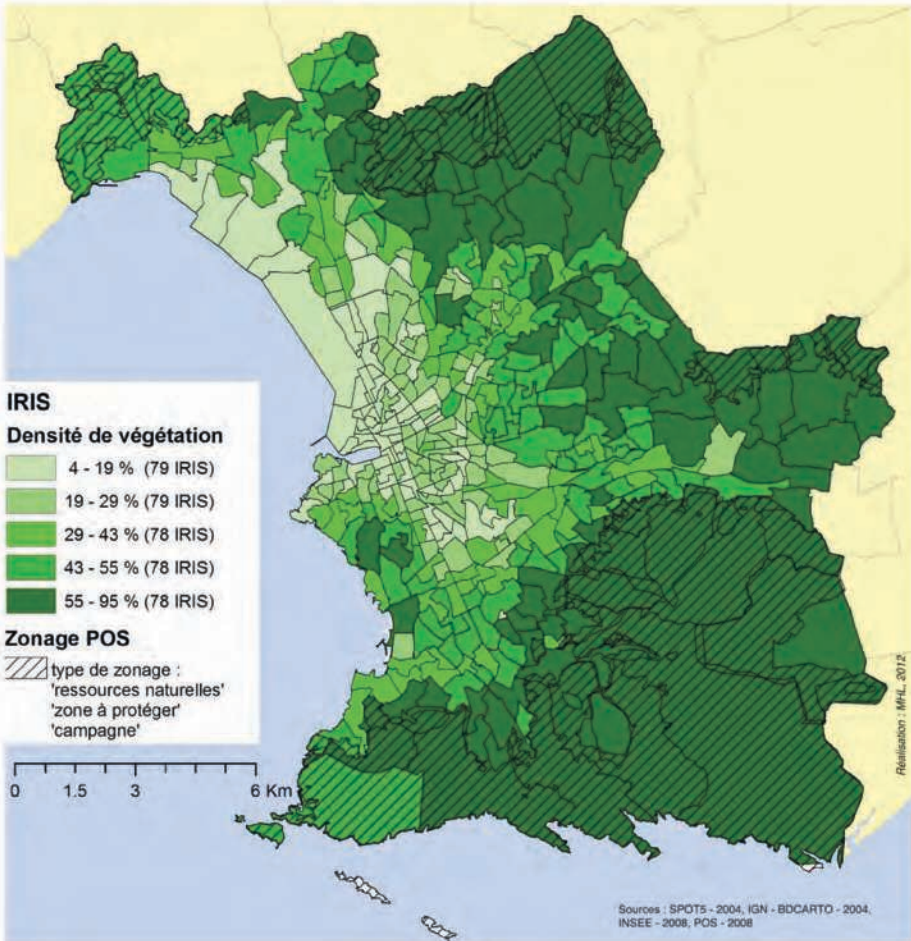 IRIS
Densité de végétation
4 - 19 % (79 IRIS)
19 - 29 % (79 IRIS)
29 - 43 % (78 IRIS)
43 - 55 % (78 IRIS)
55 - 95 % (78 IRIS)
Zonage POS
type de zonage :
'ressources naturelles'
'zone à protéger'
'campagne'
0 1.5 3 6 Km
Réalisation : MHL, 2012
Sources : SPOT5 - 2004, IGN - BDCARTO - 2004,
INSEE - 2008, POS - 2008